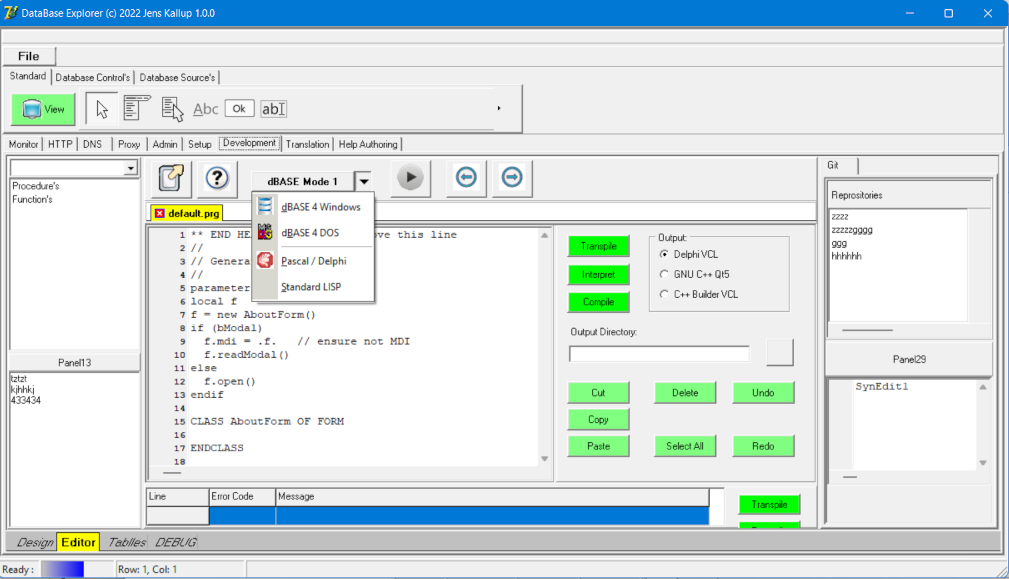 DataBase Explorer (c) 2022 Jens Kallup 1.0.0
File
Standard Database Control's Database Source's
View Abc Ok ab
Monitor HTTP DNS Proxy Admin Setup Development Translation Help Authoring
dBASE Mode 1
Git
Procedure's
Function's
dBASE 4 Windows
dBASE 4 DOS
Pascal / Delphi
Standard LISP
default.prg
1 ** END HE ve this line
2 //
3 // Genera
4 //
5 parameter
6 local f
7 f = new AboutForm()
8 if (bModal)
9 f.mdi = .f. // ensure not MDI
10 f.readModal()
11 else
12 f.open()
13 endif
14
15 CLASS AboutForm OF FORM
16
17 ENDCLASS
18
Transpile
Interpret
Compile
Output:
Delphi VCL
GNU C++ Qt5
C++ Builder VCL
Output Directory:
Cut Delete Undo
Copy
Paste Select All Redo
Reprositories
zzzz
zzzzzgggg
ggg
hhhhhh
Panel13
tztzt
kjhhkj
433434
Panel29
SynEdit1
Line Error Code Message
Transpile
Design Editor Tablles DEBUG
Ready : Row: 1, Col: 1